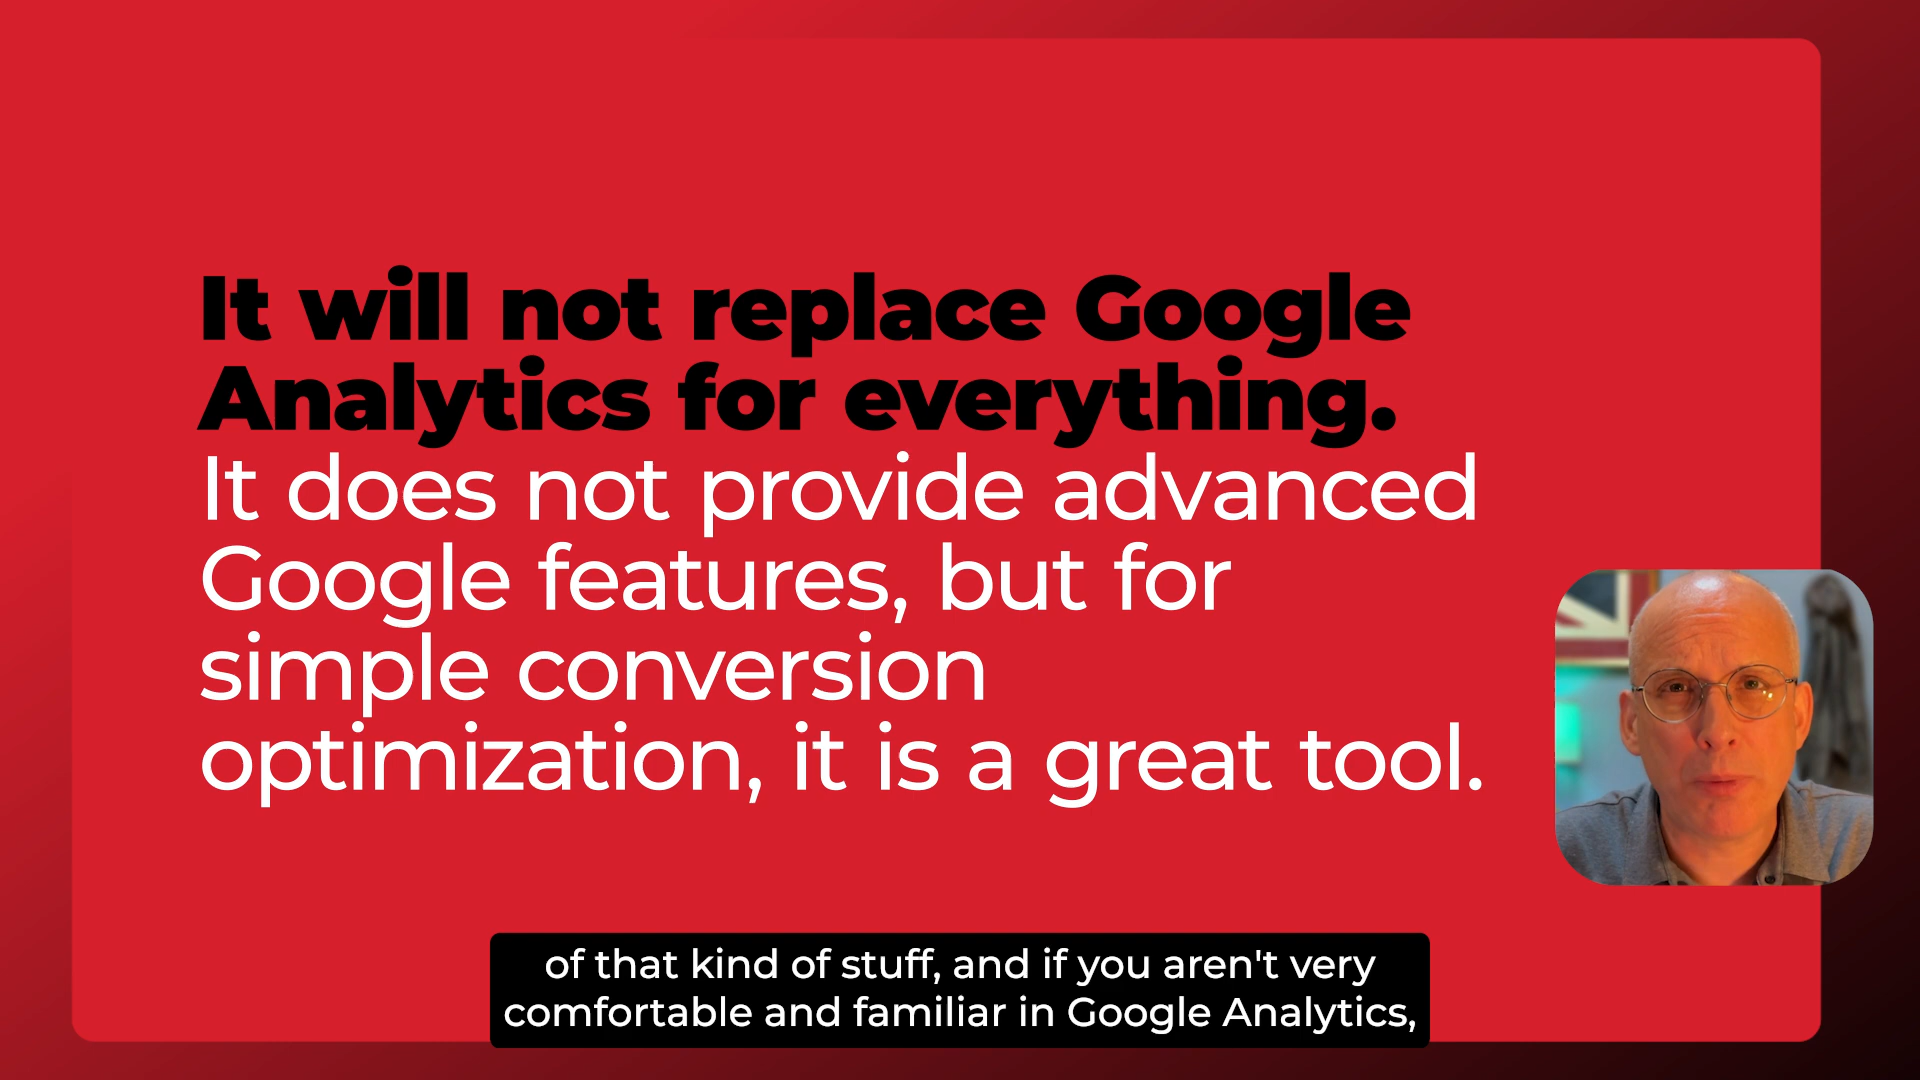 It will not replace Google
Analytics for everything.
It does not provide advanced
Google features, but for
simple conversion
optimization, it is a great tool.
of that kind of stuff, and if you aren't very
comfortable and familiar in Google Analytics,